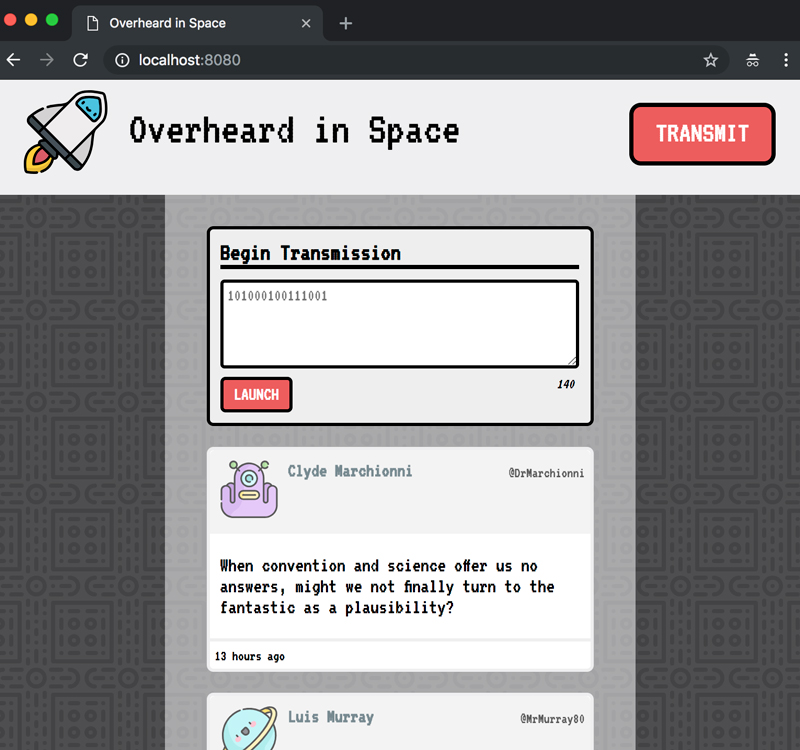 Overheard in Space
localhost:8080
Overheard in Space
TRANSMIT
Begin Transmission
101000100111001
LAUNCH
140
Clyde Marchionni
@DrMarchionni
When convention and science offer us no
answers, might we not finally turn to the
fantastic as a plausibility?
13 hours ago
Luis Murray
@MrMurray80